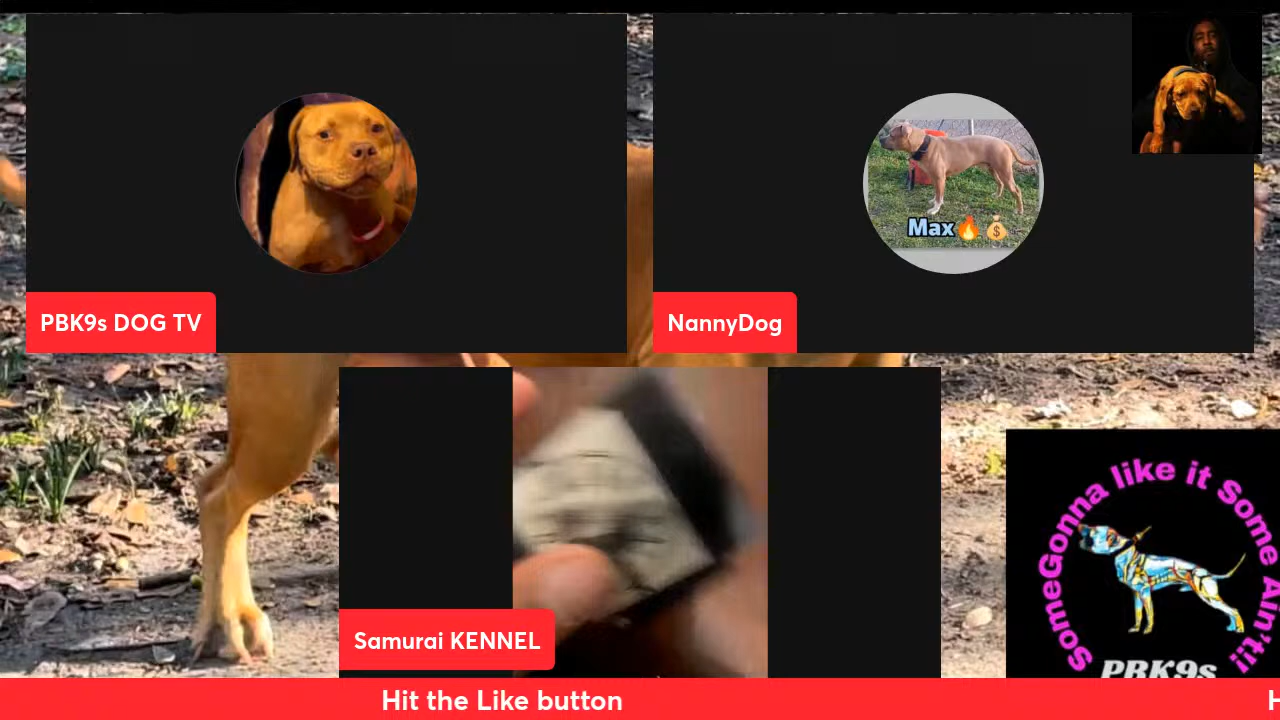 Max🔥💰
PBK9s DOG TV
NannyDog
SomeGonna like it Some Ain't!!
PBK9s
Samurai KENNEL
Hit the Like button
H